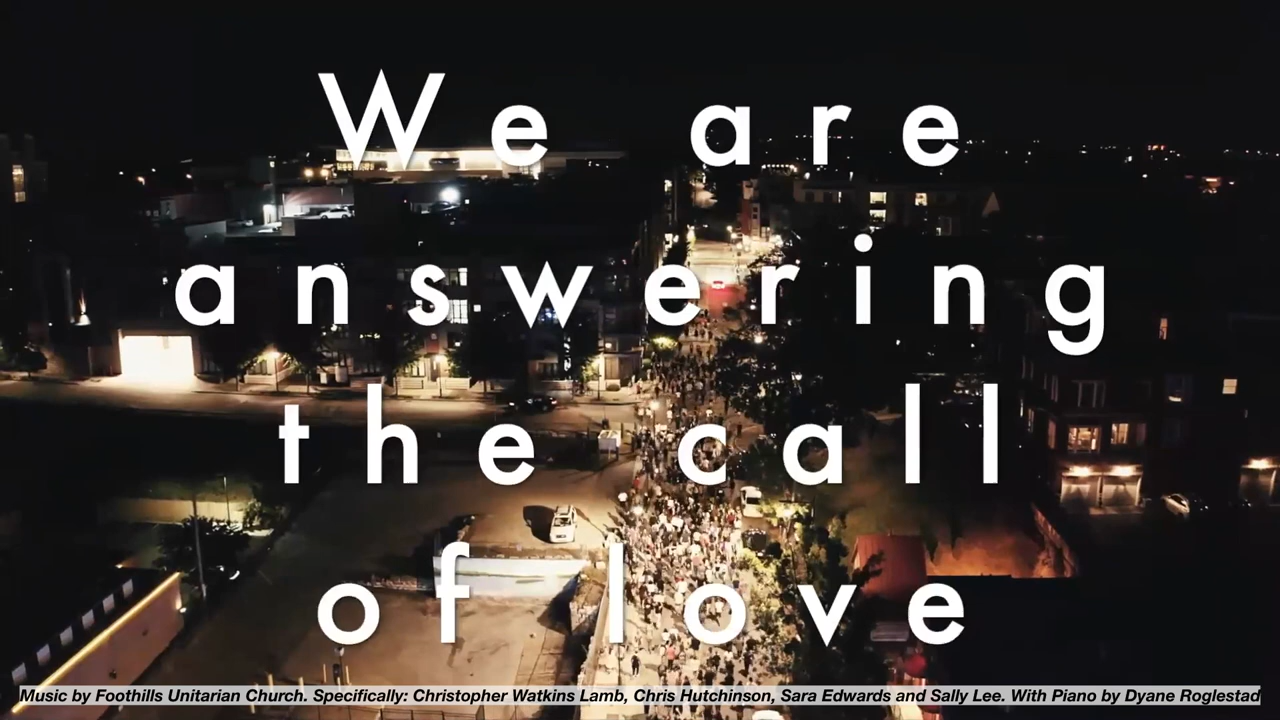 We are
answering
the call
of love
Music by Foothills Unitarian Church. Specifically: Christopher Watkins Lamb, Chris Hutchinson, Sara Edwards and Sally Lee. With Piano by Dyane Roglestad